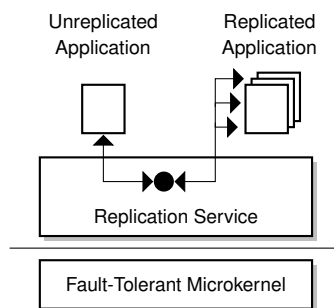 Unreplicated
Application
Replicated
Application
Replication Service
Fault-Tolerant Microkernel